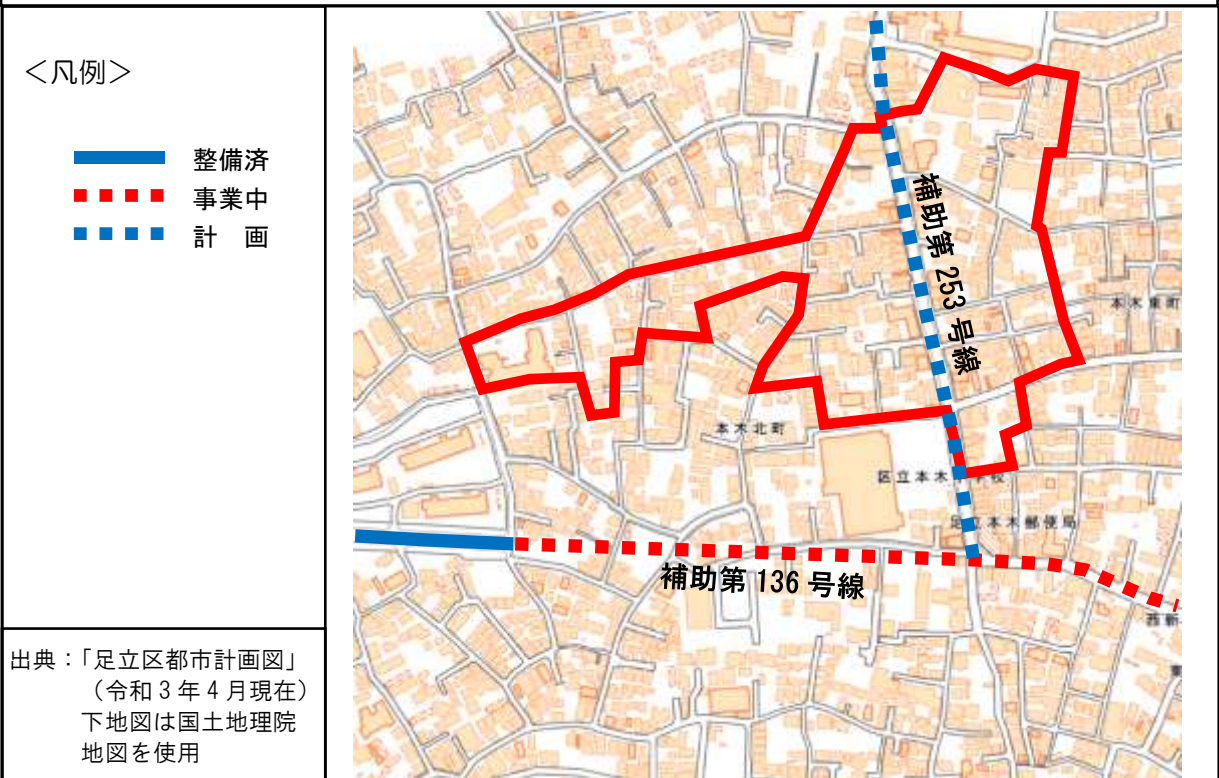 ＜凡例＞
整備済
事業中
計　画
出典：「足立区都市計画図」
（令和３年４月現在）
下地図は国土地理院
地図を使用
補助第 253 号線
本木東町
本木北町
区立本木
学校
足立本木郵便局
補助第 136 号線
西新